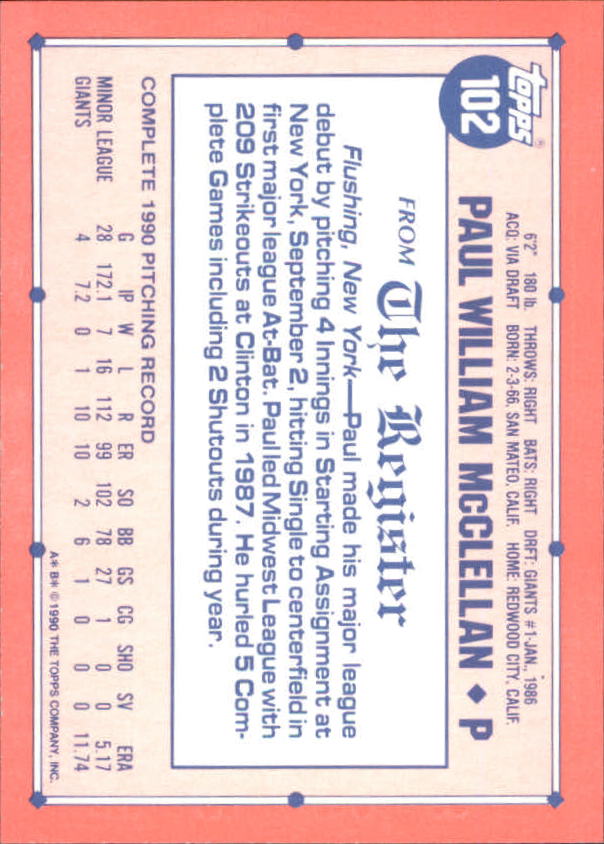 topps®
102
PAUL WILLIAM McCLELLAN ◆ P
6'2" 180 lb. THROWS: RIGHT BATS: RIGHT DRFT: GIANTS #1-JAN., 1986
ACQ: VIA DRAFT BORN: 2-3-66, SAN MATEO, CALIF. HOME: REDWOOD CITY, CALIF.
FROM The Register
Flushing, New York—Paul made his major league
debut by pitching 4 Innings in Starting Assignment at
New York, September 2, hitting Single to centerfield in
first major league At-Bat. Paul led Midwest League with
209 Strikeouts at Clinton in 1987. He hurled 5 Com-
plete Games including 2 Shutouts during year.
COMPLETE 1990 PITCHING RECORD
G IP W L R ER SO BB GS CG SHO SV ERA
MINOR LEAGUE 28 172.1 7 16 112 99 102 78 27 1 0 0 5.17
GIANTS 4 7.2 0 1 10 10 2 6 1 0 0 0 11.74
A* B* © 1990 THE TOPPS COMPANY, INC.